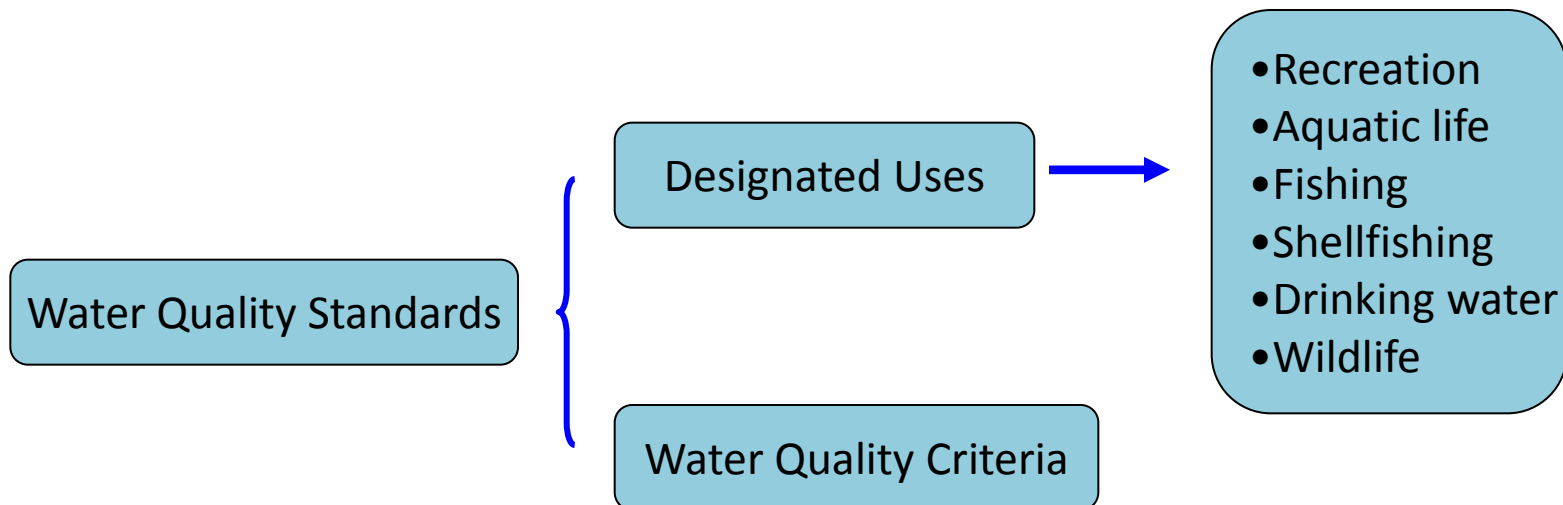 •Recreation
•Aquatic life
•Fishing
•Shellfishing
•Drinking water
•Wildlife
Designated Uses
Water Quality Standards
Water Quality Criteria